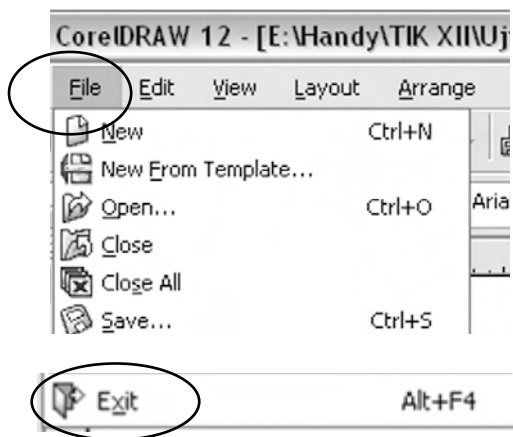 CorelDRAW 12 - [E:\Handy\TIK XII\Uj
File Edit View Layout Arrange
New Ctrl+N
New From Template...
Open... Ctrl+O
Aria
Close
Close All
Save... Ctrl+S
Exit Alt+F4